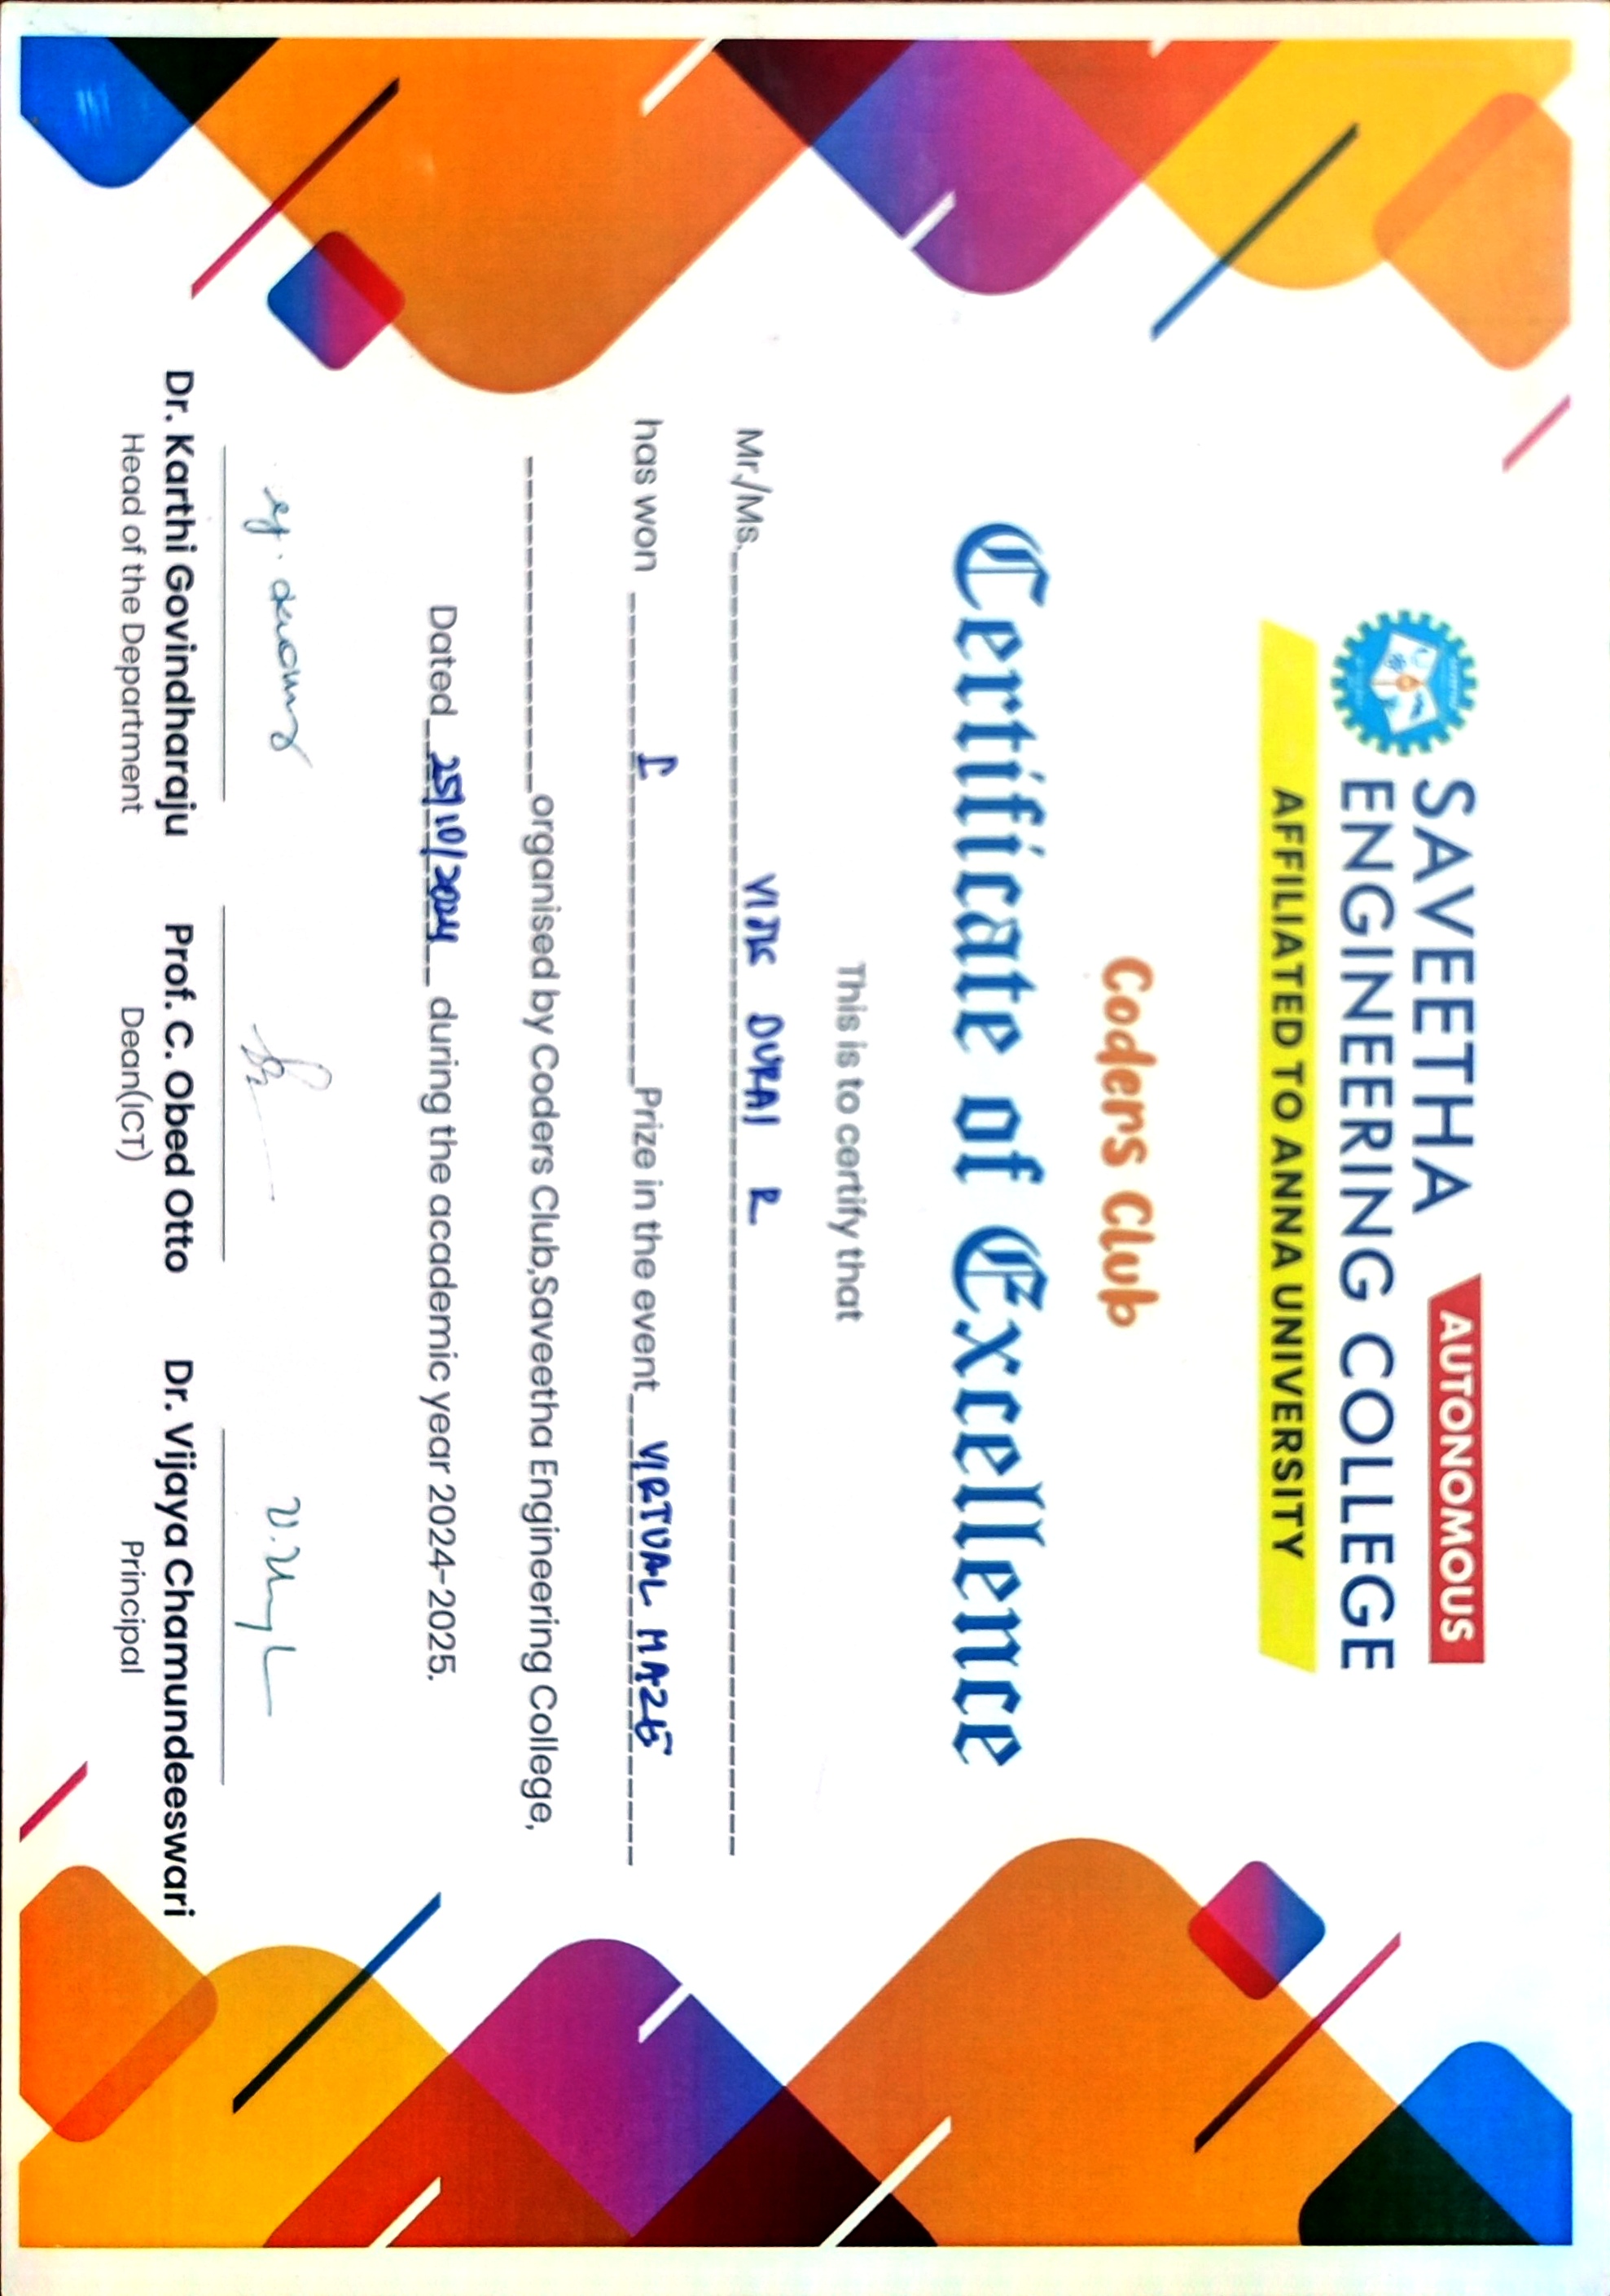 SAVEETHA AUTONOMOUS
ENGINEERING COLLEGE
AFFILIATED TO ANNA UNIVERSITY
Coders Club
Certificate of Excellence
This is to certify that
Mr./Ms. DURAI R
has won I Prize in the event VIRTUAL MAZE
organised by Coders Club,Saveetha Engineering College,
Dated 25/10/2024 during the academic year 2024-2025.
Dr. Karthi Govindharaju Prof. C. Obed Otto Dr. Vijaya Chamundeeswari
Head of the Department Dean(ICT) Principal